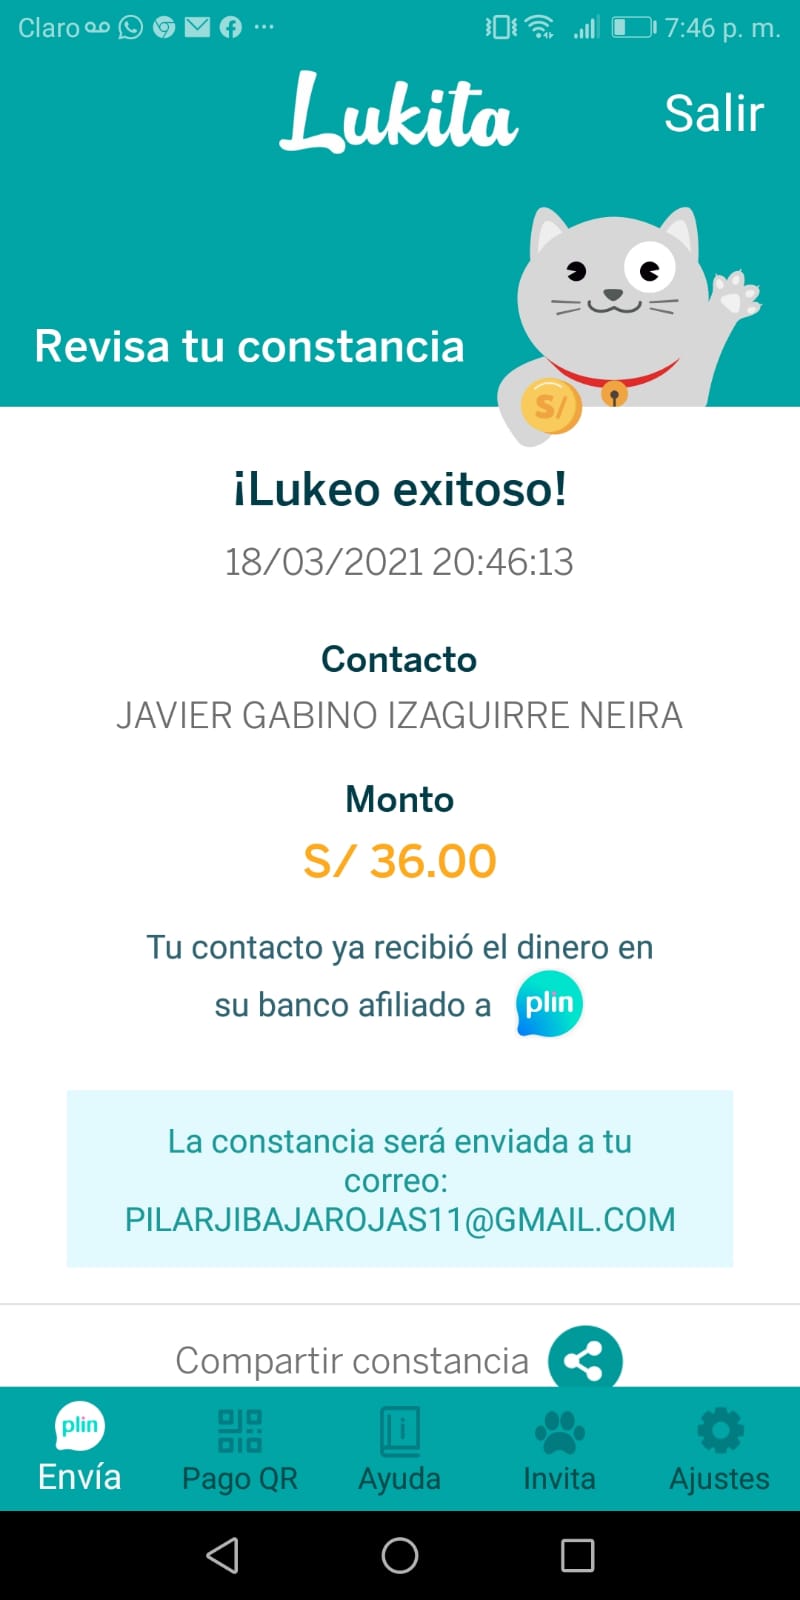 Claro ... 7:46 p. m.
Lukita
Salir
Revisa tu constancia
S/
¡Lukeo exitoso!
18/03/2021 20:46:13
Contacto
JAVIER GABINO IZAGUIRRE NEIRA
Monto
S/ 36.00
Tu contacto ya recibió el dinero en
su banco afiliado a plin
La constancia será enviada a tu
correo:
PILARJIBAJAROJAS11@GMAIL.COM
Compartir constancia
plin
Envía Pago QR Ayuda Invita Ajustes